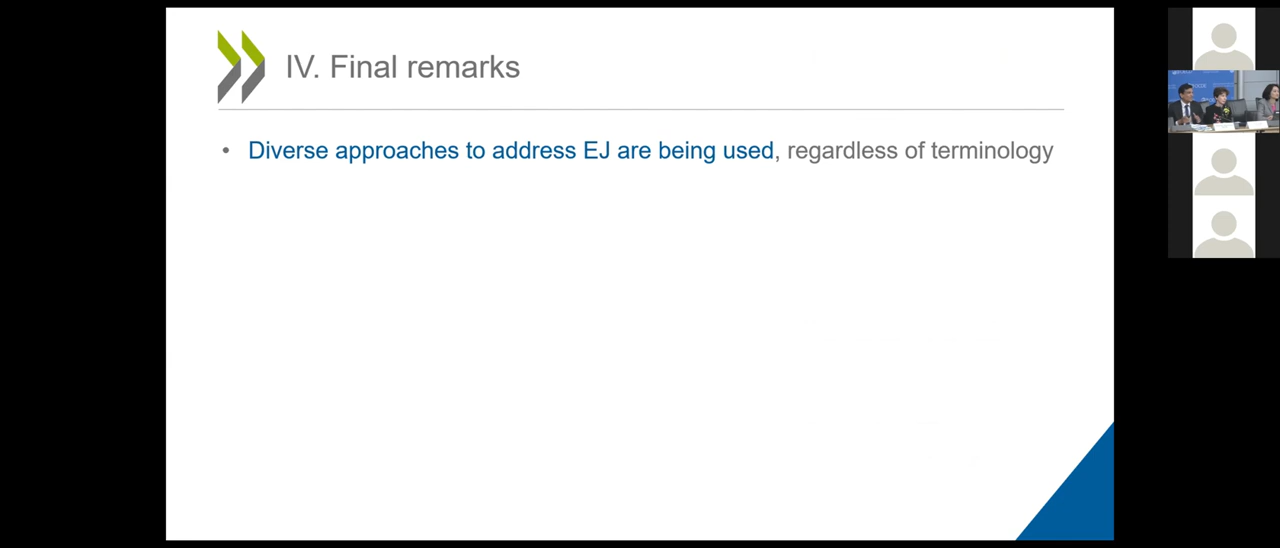 IV. Final remarks
• Diverse approaches to address EJ are being used, regardless of terminology